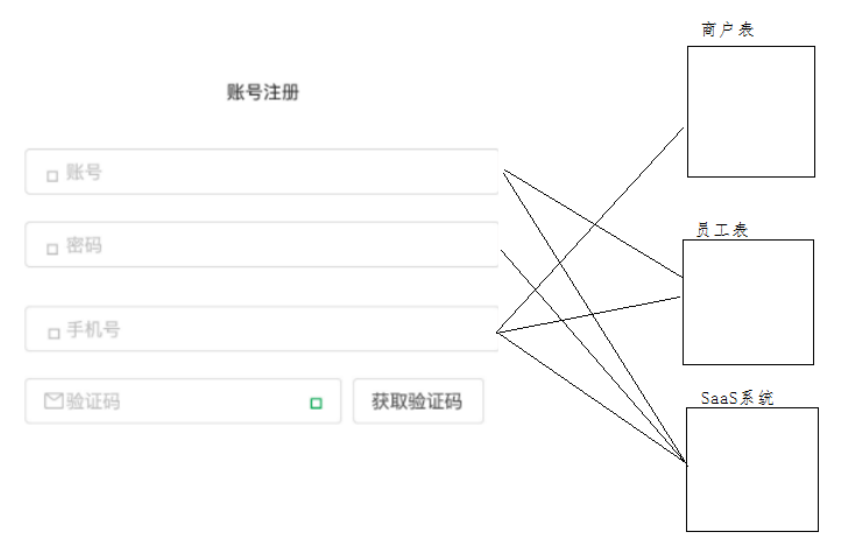 商户表
账号注册
账号
密码
员工表
手机号
验证码 获取验证码
SaaS系统